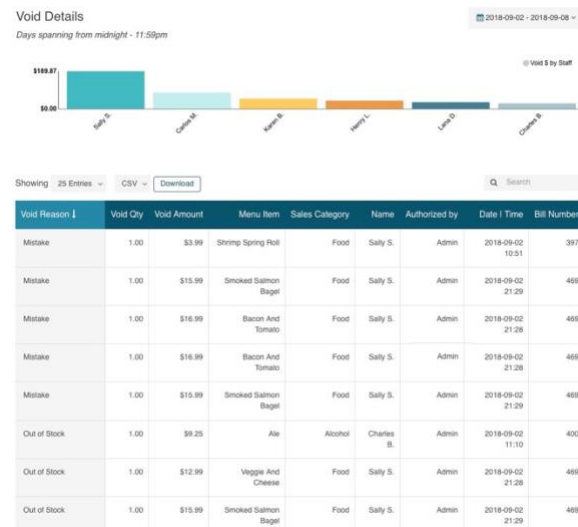 Void Details
2018-09-02 - 2018-09-08
Days spanning from midnight - 11:59pm
Void $ by Staff
$189.87
$0.00
Sally S.
Carlos M.
Karen B.
Henry L.
Lana D.
Charles B.
Showing 25 Entries CSV Download Search
Void Reason Void Qty Void Amount Menu Item Sales Category Name Authorized by Date | Time Bill Number
Mistake 1.00 $3.99 Shrimp Spring Roll Food Sally S. Admin 2018-09-02 397
10:51
Mistake 1.00 $15.99 Smoked Salmon Food Sally S. Admin 2018-09-02 469
Bagel 21:29
Mistake 1.00 $16.99 Bacon And Food Sally S. Admin 2018-09-02 469
Tomato 21:28
Mistake 1.00 $16.99 Bacon And Food Sally S. Admin 2018-09-02 469
Tomato 21:28
Mistake 1.00 $15.99 Smoked Salmon Food Sally S. Admin 2018-09-02 469
Bagel 21:29
Out of Stock 1.00 $9.25 Ale Alcohol Charles Admin 2018-09-02 400
B. 11:10
Out of Stock 1.00 $12.99 Veggie And Food Sally S. Admin 2018-09-02 469
Cheese 21:28
Out of Stock 1.00 $15.99 Smoked Salmon Food Sally S. Admin 2018-09-02 469
Bagel 21:29